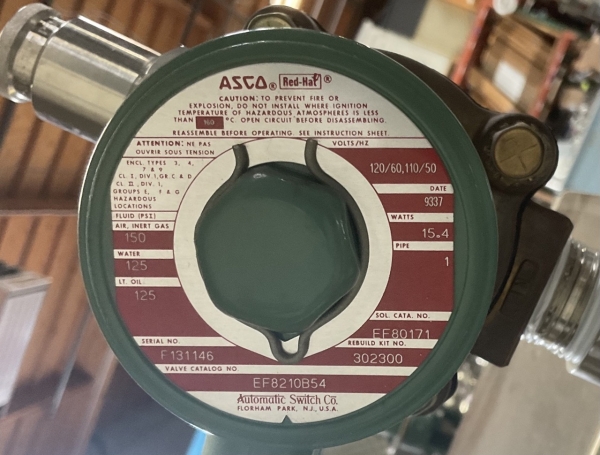 ASCO® Red-Hat®
CAUTION: TO PREVENT FIRE OR
EXPLOSION, DO NOT INSTALL WHERE IGNITION
TEMPERATURE OF HAZARDOUS ATMOSPHERES IS LESS
THAN °C. OPEN CIRCUIT BEFORE DISASSEMBLING.
REASSEMBLE BEFORE OPERATING. SEE INSTRUCTION SHEET.
ATTENTION: NE PAS
OUVRIR SOUS TENSION
VOLTS/HZ
120/60,110/50
ENCL. TYPES 3, 4,
7 & 9
CL. I, DIV. 1, GR. C & D
CL. II, DIV. 1,
GROUPS E, F & G
HAZARDOUS
LOCATIONS
DATE
9337
FLUID (PSI)
WATTS
AIR, INERT GAS
150
15.4
PIPE
WATER
125
1
LT. OIL
125
SOL. CATA. NO.
EF80171
SERIAL NO.
F131146
REBUILD KIT NO.
302300
VALVE CATALOG NO.
EF8210B54
Automatic Switch Co.
FLORHAM PARK, N.J., U.S.A.